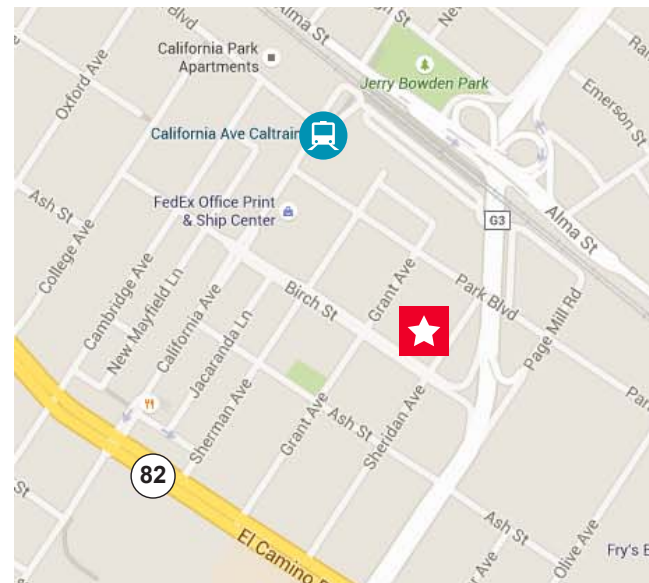 Blvd
Alma St
California Park
Apartments
Oxford Ave
Jerry Bowden Park
Emerson St
California Ave Caltrain
Ash St
FedEx Office Print
& Ship Center
G3
Alma St
College Ave
Cambridge Ave
New Mayfield Ln
California Ave
Birch St
Grant Ave
Park Blvd
Page Mill Rd
Jacaranda Ln
Sherman Ave
Grant Ave
Ash St
Sheridan Ave
82
El Camino
Ash St
Olive Ave
Fry's E